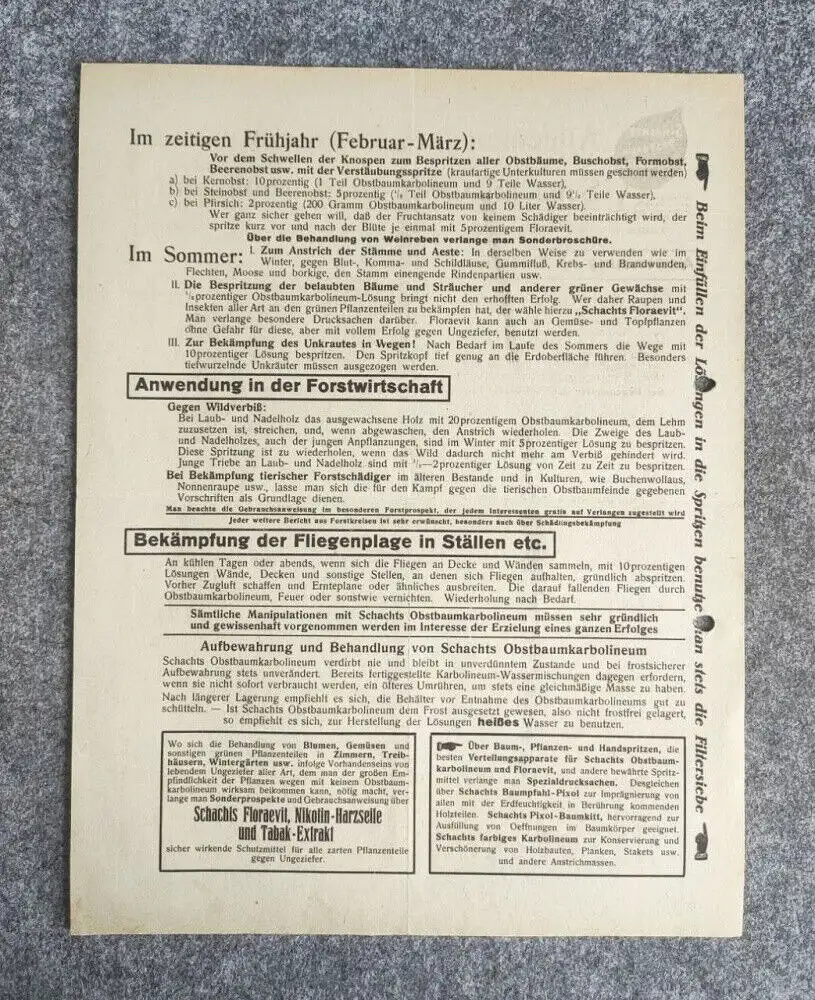 Im zeitigen Frühjahr (Februar-März):
Vor dem Schwellen der Knospen zum Bespritzen aller Obstbäume, Buschobst, Formobst,
Beerenobst usw. mit der Verstäubungsspritze (krautartige Unterkulturen müssen geschont werden)
a) bei Kernobst: 10prozentig (1 Teil Obstbaumkarbolineum und 9 Teile Wasser),
b) bei Steinobst und Beerenobst: 5prozentig (½ Teil Obstbaumkarbolineum und 9½ Teile Wasser),
c) bei Pfirsich: 2prozentig (200 Gramm Obstbaumkarbolineum und 10 Liter Wasser).
Wer ganz sicher gehen will, daß der Fruchtansatz von keinem Schädiger beeinträchtigt wird, der
spritze kurz vor und nach der Blüte je einmal mit 5prozentigem Floraevit.
Über die Behandlung von Weinreben verlange man Sonderbroschüre.
Im Sommer: I. Zum Anstrich der Stämme und Aeste: In derselben Weise zu verwenden wie im
Winter, gegen Blut-, Komma- und Schildläuse, Gummifluß, Krebs- und Brandwunden,
Flechten, Moose und borkige, den Stamm einengende Rindenpartien usw.
II. Die Bespritzung der belaubten Bäume und Sträucher und anderer grüner Gewächse mit
prozentiger Obstbaumkarbolineum-Lösung bringt nicht den erhofften Erfolg. Wer daher Raupen und
Insekten aller Art an den grünen Pflanzenteilen zu bekämpfen hat, der wähle hierzu „Schachts Floraevit“.
Man verlange besondere Drucksachen darüber. Floraevit kann auch an Gemüse- und Topfpflanzen
ohne Gefahr für diese, aber mit vollem Erfolg gegen Ungeziefer, benutzt werden.
III. Zur Bekämpfung des Unkrautes in Wegen! Nach Bedarf im Laufe des Sommers die Wege mit
10prozentiger Lösung bespritzen. Den Spritzkopf tief genug an die Erdoberfläche führen. Besonders
tiefwurzelnde Unkräuter müssen ausgezogen werden.
Anwendung in der Forstwirtschaft
Gegen Wildverbiß:
Bei Laub- und Nadelholz das ausgewachsene Holz mit 20prozentigem Obstbaumkarbolineum, dem Lehm
zuzusetzen ist, streichen, und, wenn abgewaschen, den Anstrich wiederholen. Die Zweige des Laub-
und Nadelholzes, auch der jungen Anpflanzungen, sind im Winter mit 5prozentiger Lösung zu bespritzen.
Diese Spritzung ist zu wiederholen, wenn das Wild dadurch nicht mehr am Verbiß gehindert wird.
Junge Triebe an Laub- und Nadelholz sind mit —2prozentiger Lösung von Zeit zu Zeit zu bespritzen.
Bei Bekämpfung tierischer Forstschädiger im älteren Bestande und in Kulturen, wie Buchenwollaus,
Nonnenraupe usw., lasse man sich die für den Kampf gegen die tierischen Obstbaumfeinde gegebenen
Vorschriften als Grundlage dienen.
Man beachte die Gebrauchsanweisung im besonderen Forstprospekt, der jedem Interessenten gratis auf Verlangen zugestellt wird
Jeder weitere Bericht aus Forstkreisen ist sehr erwünscht, besonders auch über Schädlingsbekämpfung
Bekämpfung der Fliegenplage in Ställen etc.
An kühlen Tagen oder abends, wenn sich die Fliegen an Decke und Wänden sammeln, mit 10prozentigen
Lösungen Wände, Decken und sonstige Stellen, an denen sich Fliegen aufhalten, gründlich abspritzen.
Vorher Zugluft schaffen und Ernteplane oder ähnliches ausbreiten. Die darauf fallenden Fliegen durch
Obstbaumkarbolineum, Feuer oder sonstwie vernichten. Wiederholung nach Bedarf.
Sämtliche Manipulationen mit Schachts Obstbaumkarbolineum müssen sehr gründlich
und gewissenhaft vorgenommen werden im Interesse der Erzielung eines ganzen Erfolges
Aufbewahrung und Behandlung von Schachts Obstbaumkarbolineum
Schachts Obstbaumkarbolineum verdirbt nie und bleibt in unverdünntem Zustande und bei frostsicherer
Aufbewahrung stets unverändert. Bereits fertiggestellte Karbolineum-Wassermischungen dagegen erfordern,
wenn sie nicht sofort verbraucht werden, ein öfteres Umrühren, um stets eine gleichmäßige Masse zu haben.
Nach längerer Lagerung empfiehlt es sich, die Behälter vor Entnahme des Obstbaumkarbolineums gut zu
schütteln. — Ist Schachts Obstbaumkarbolineum dem Frost ausgesetzt gewesen, also nicht frostfrei gelagert,
so empfiehlt es sich, zur Herstellung der Lösungen heißes Wasser zu benutzen.
Wo sich die Behandlung von Blumen, Gemüsen und
sonstigen grünen Pflanzenteilen in Zimmern, Treib-
häusern, Wintergärten usw. infolge Vorhandenseins von
lebendem Ungeziefer aller Art, dem man der großen Em-
pfindlichkeit der Pflanzen wegen mit keinem Obstbaum-
karbolineum wirksam beikommen kann, nötig macht, ver-
lange man Sonderprospekte und Gebrauchsanweisung über
Schachts Floraevit, Nikotin-Harzseife
und Tabak-Extrakt
sicher wirkende Schutzmittel für alle zarten Pflanzenteile
gegen Ungeziefer.
Über Baum-, Pflanzen- und Handspritzen, die
besten Verteilungsapparate für Schachts Obstbaum-
karbolineum und Floraevit, und andere bewährte Spritz-
mittel verlange man Spezialdrucksachen. Desgleichen
über Schachts Baumpfahl-Pixol zur Imprägnierung von
allen mit der Erdfeuchtigkeit in Berührung kommenden
Holzteilen. Schachts Pixol-Baumkitt, hervorragend zur
Ausfüllung von Oeffnungen im Baumkörper geeignet.
Schachts farbiges Karbolineum zur Konservierung und
Verschönerung von Holzbauten, Planken, Stakets usw.
und andere Anstrichmassen.
Beim Einfüllen der Lösungen in die Spritzen benutze man stets die Filtersiebe